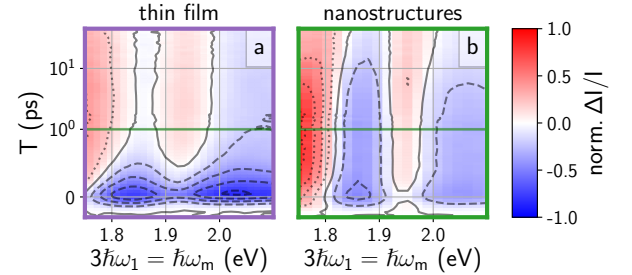 thin film
nanostructures
a
b
T (ps)
10¹
10⁰
0
1.8
1.9
2.0
1.8
1.9
2.0
3ℏω₁ = ℏωₘ (eV)
3ℏω₁ = ℏωₘ (eV)
1.0
0.5
0.0
-0.5
-1.0
norm. ΔI/I